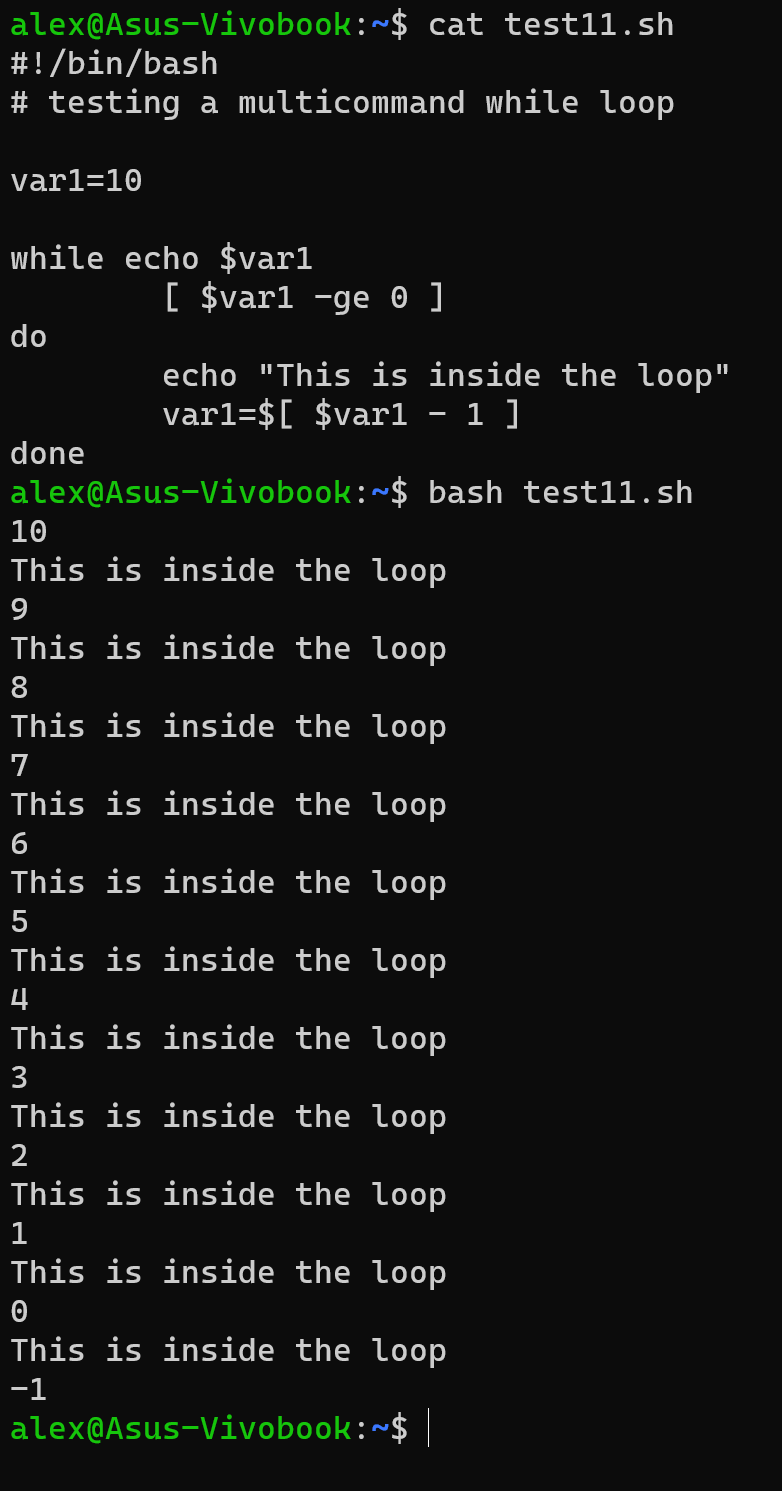 alex@Asus-Vivobook:~$ cat test11.sh
#!/bin/bash
# testing a multicommand while loop

var1=10

while echo $var1
        [ $var1 -ge 0 ]
do
        echo "This is inside the loop"
        var1=$[ $var1 - 1 ]
done
alex@Asus-Vivobook:~$ bash test11.sh
10
This is inside the loop
9
This is inside the loop
8
This is inside the loop
7
This is inside the loop
6
This is inside the loop
5
This is inside the loop
4
This is inside the loop
3
This is inside the loop
2
This is inside the loop
1
This is inside the loop
0
This is inside the loop
-1
alex@Asus-Vivobook:~$